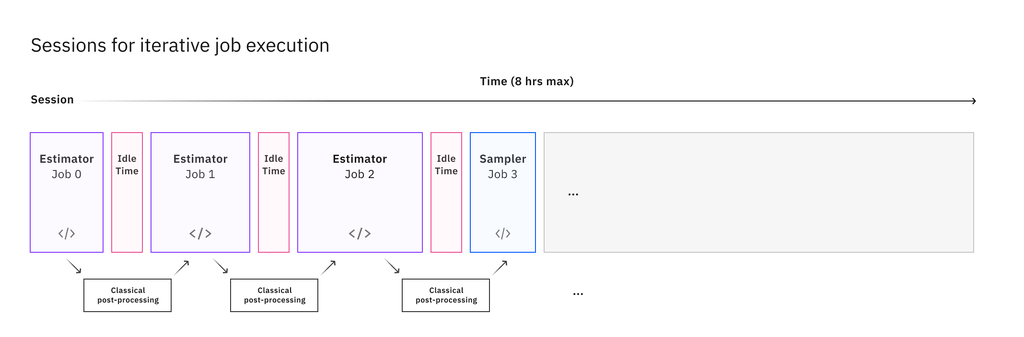 Sessions for iterative job execution
Time (8 hrs max)
Session
Estimator
Job 0
</>
Idle
Time
Estimator
Job 1
</>
Idle
Time
Estimator
Job 2
</>
Idle
Time
Sampler
Job 3
</>
...
Classical
post-processing
Classical
post-processing
Classical
post-processing
...